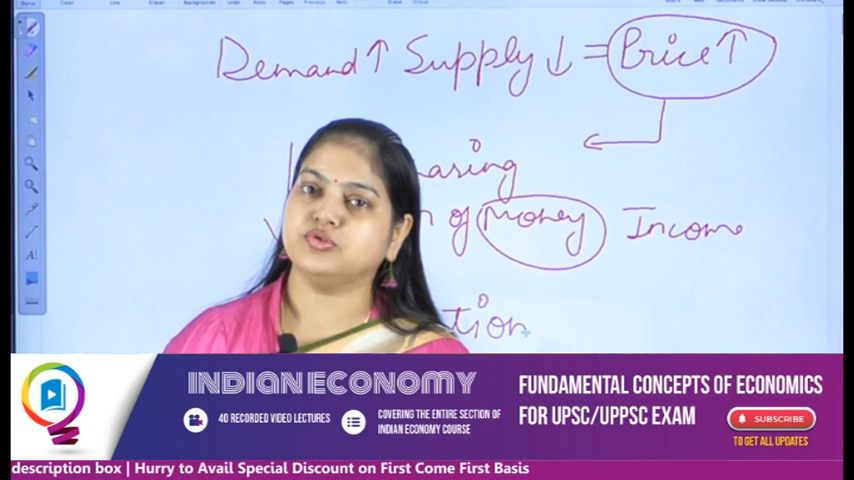 Demand ↑ Supply ↓ = Price ↑
of Money Income
tion
INDIAN ECONOMY
40 RECORDED VIDEO LECTURES
COVERING THE ENTIRE SECTION OF
INDIAN ECONOMY COURSE
FUNDAMENTAL CONCEPTS OF ECONOMICS
FOR UPSC/UPPSC EXAM
SUBSCRIBE
TO GET ALL UPDATES
description box | Hurry to Avail Special Discount on First Come First Basis